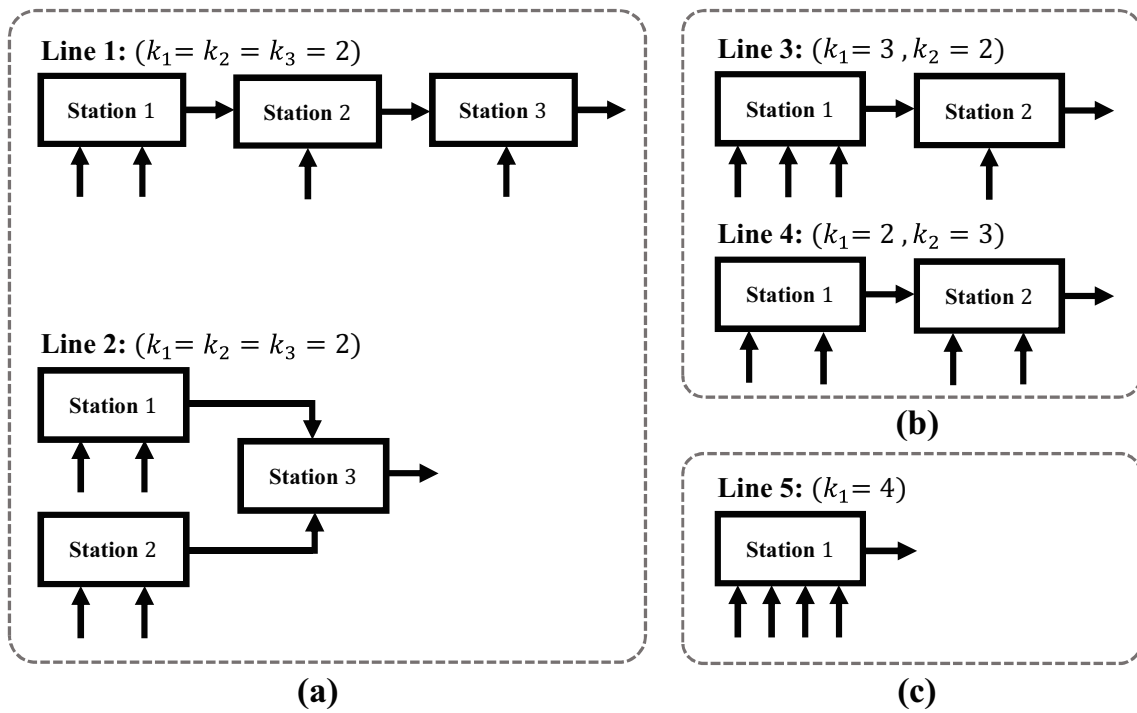 Line 1: (k₁= k₂ = k₃ = 2)
Station 1
Station 2
Station 3
Line 2: (k₁= k₂ = k₃ = 2)
Station 1
Station 3
Station 2
(a)
Line 3: (k₁= 3 , k₂ = 2)
Station 1
Station 2
Line 4: (k₁= 2 , k₂ = 3)
Station 1
Station 2
(b)
Line 5: (k₁= 4)
Station 1
(c)